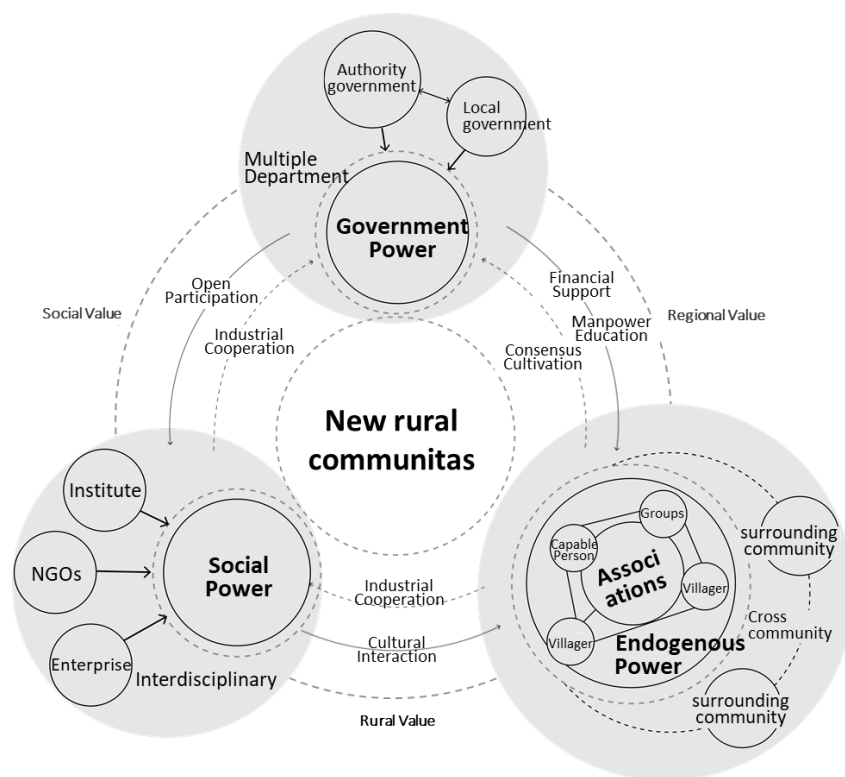 Authority
government
Local
government
Multiple
Department
Government
Power
Open
Participation
Financial
Support
Social Value
Industrial
Cooperation
Manpower
Education
Regional Value
Consensus
Cultivation
New rural
communitas
Institute
NGOs
Enterprise
Social
Power
Interdisciplinary
Industrial
Cooperation
Cultural
Interaction
Rural Value
Groups
Capable
Person
Associ
ations
Villager
Villager
Endogenous
Power
surrounding
community
Cross
community
surrounding
community